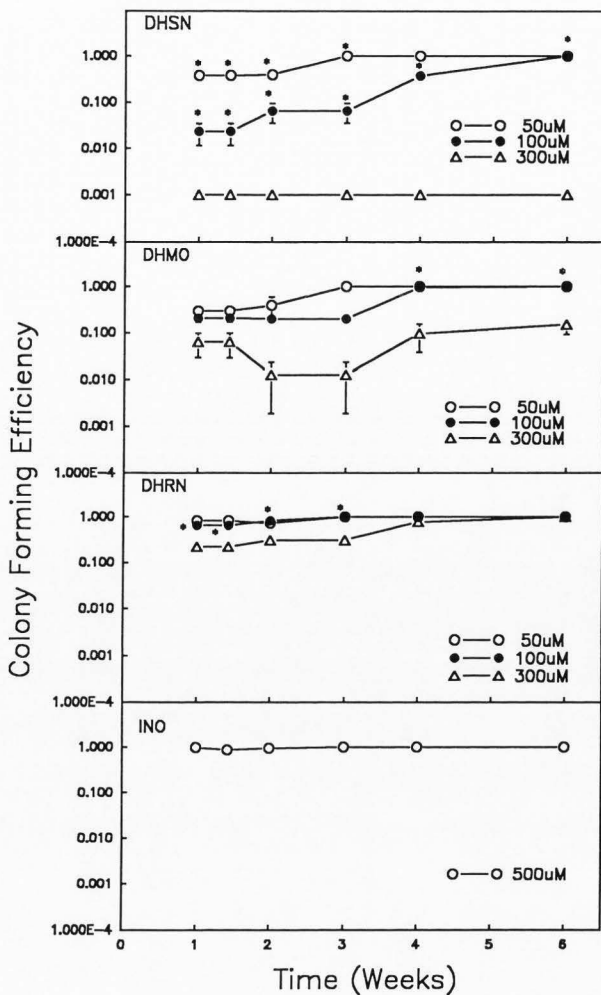 Colony Forming Efficiency
DHSN
1.000
0.100
0.010
0.001
1.000E-4
* * * * * *
* * * *
50uM
100uM
300uM
DHMO
1.000
0.100
0.010
0.001
1.000E-4
* *
50uM
100uM
300uM
DHRN
1.000
0.100
0.010
0.001
1.000E-4
* * * *
50uM
100uM
300uM
INO
1.000
0.100
0.010
0.001
1.000E-4
500uM
0 1 2 3 4 5 6
Time (Weeks)